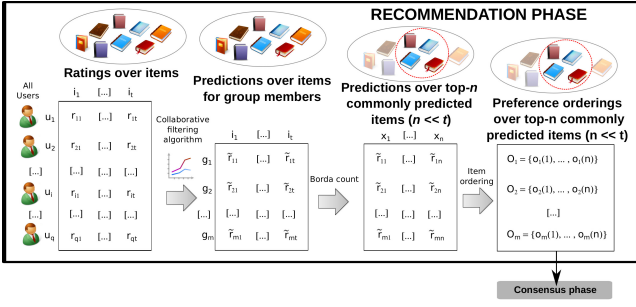 RECOMMENDATION PHASE
Ratings over items
Predictions over items
for group members
Predictions over top-n
commonly predicted
items (n << t)
Preference orderings
over top-n commonly
predicted items (n << t)
All
Users
i1 [...] it
u1 r11 [...] r1t
u2 r21 [...] r2t
[...] [...] [...] [...]
ui ri1 [...] rit
[...] [...] [...] [...]
uq rq1 [...] rqt
Collaborative
filtering
algorithm
i1 [...] it
g1 r̃11 [...] r̃1t
g2 r̃21 [...] r̃2t
[...] [...] [...] [...]
gm r̃m1 [...] r̃mt
Borda count
x1 [...] xn
r̃11 [...] r̃1n
r̃21 [...] r̃2n
[...] [...] [...]
r̃m1 [...] r̃mn
Item
ordering
O1 = {o1(1), ... , o1(n)}
O2 = {o2(1), ... , o2(n)}
[...]
Om = {om(1), ... , om(n)}
Consensus phase